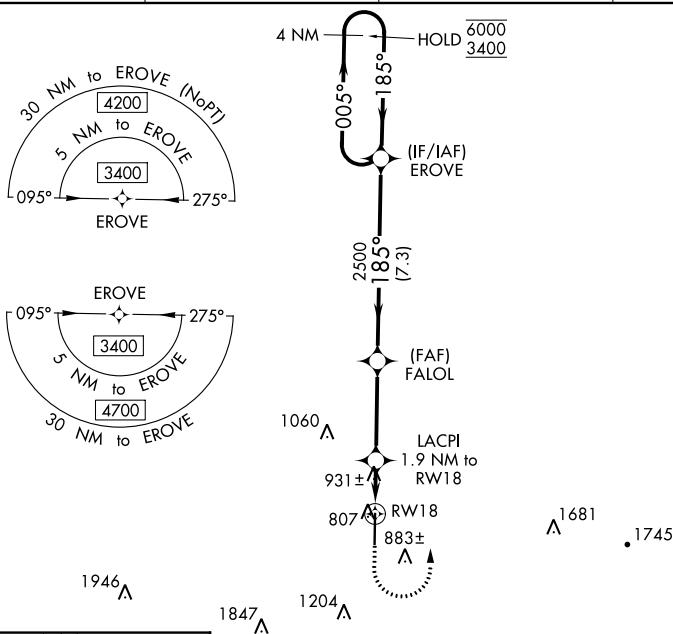 4 NM
HOLD 6000
3400
005°
185°
(IF/IAF)
EROVE
30 NM to EROVE (NoPT)
4200
5 NM to EROVE
3400
095°
275°
EROVE
2500
185°
(7.3)
EROVE
095°
275°
3400
5 NM to EROVE
4700
30 NM to EROVE
(FAF)
FALOL
1060
LACPI
1.9 NM to
RW18
931±
807
RW18
883±
1681
1745
1946
1847
1204